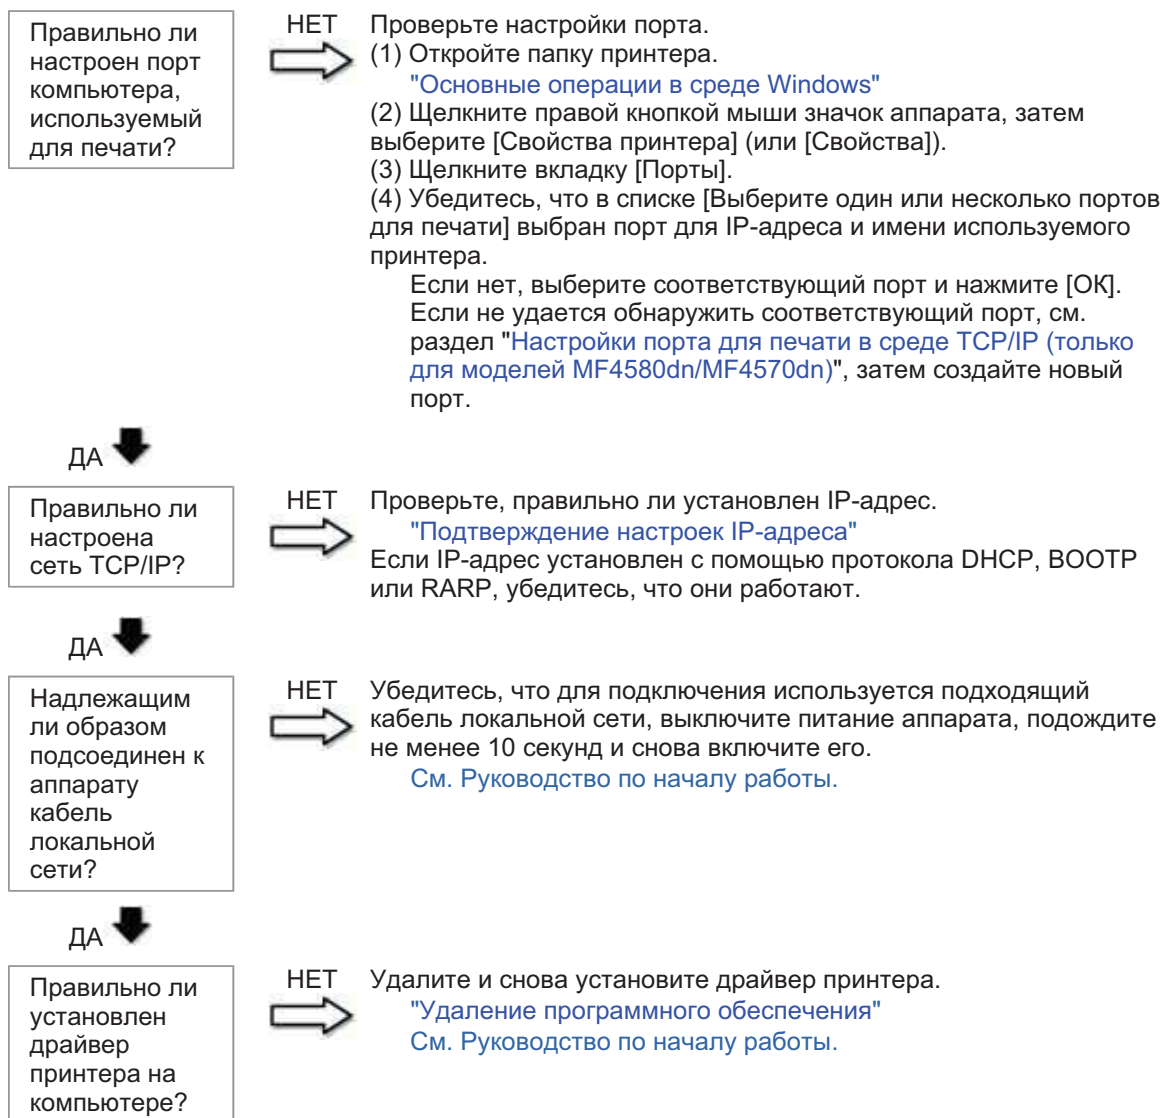 Правильно ли
настроен порт
компьютера,
используемый
для печати?
НЕТ
Проверьте настройки порта.
(1) Откройте папку принтера.
"Основные операции в среде Windows"
(2) Щелкните правой кнопкой мыши значок аппарата, затем
выберите [Свойства принтера] (или [Свойства]).
(3) Щелкните вкладку [Порты].
(4) Убедитесь, что в списке [Выберите один или несколько портов
для печати] выбран порт для IP-адреса и имени используемого
принтера.
Если нет, выберите соответствующий порт и нажмите [ОК].
Если не удается обнаружить соответствующий порт, см.
раздел "Настройки порта для печати в среде TCP/IP (только
для моделей MF4580dn/MF4570dn)", затем создайте новый
порт.
ДА
Правильно ли
настроена
сеть TCP/IP?
НЕТ
Проверьте, правильно ли установлен IP-адрес.
"Подтверждение настроек IP-адреса"
Если IP-адрес установлен с помощью протокола DHCP, BOOTP
или RARP, убедитесь, что они работают.
ДА
Надлежащим
ли образом
подсоединен к
аппарату
кабель
локальной
сети?
НЕТ
Убедитесь, что для подключения используется подходящий
кабель локальной сети, выключите питание аппарата, подождите
не менее 10 секунд и снова включите его.
См. Руководство по началу работы.
ДА
Правильно ли
установлен
драйвер
принтера на
компьютере?
НЕТ
Удалите и снова установите драйвер принтера.
"Удаление программного обеспечения"
См. Руководство по началу работы.